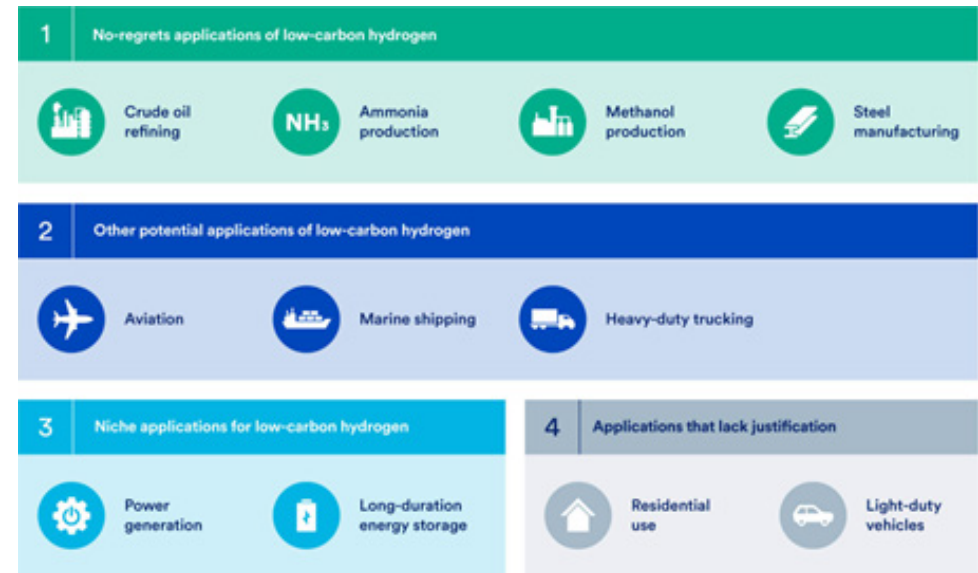 1 No-regrets applications of low-carbon hydrogen
Crude oil
refining
NH₃
Ammonia
production
Methanol
production
Steel
manufacturing
2 Other potential applications of low-carbon hydrogen
Aviation
Marine shipping
Heavy-duty trucking
3 Niche applications for low-carbon hydrogen
Power
generation
Long-duration
energy storage
4 Applications that lack justification
Residential
use
Light-duty
vehicles